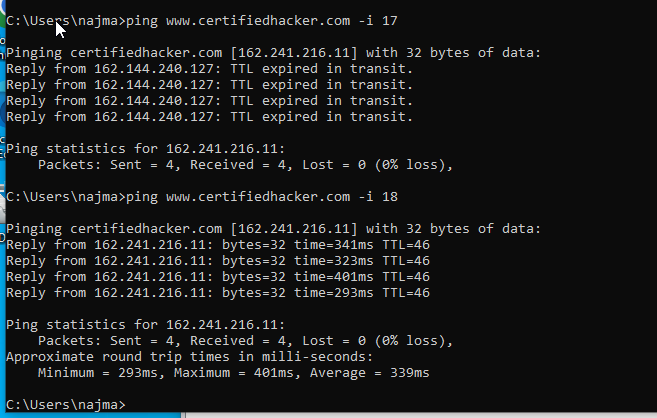 C:\Users\najma>ping www.certifiedhacker.com -i 17
Pinging certifiedhacker.com [162.241.216.11] with 32 bytes of data:
Reply from 162.144.240.127: TTL expired in transit.
Reply from 162.144.240.127: TTL expired in transit.
Reply from 162.144.240.127: TTL expired in transit.
Reply from 162.144.240.127: TTL expired in transit.
Ping statistics for 162.241.216.11:
    Packets: Sent = 4, Received = 4, Lost = 0 (0% loss),
C:\Users\najma>ping www.certifiedhacker.com -i 18
Pinging certifiedhacker.com [162.241.216.11] with 32 bytes of data:
Reply from 162.241.216.11: bytes=32 time=341ms TTL=46
Reply from 162.241.216.11: bytes=32 time=323ms TTL=46
Reply from 162.241.216.11: bytes=32 time=401ms TTL=46
Reply from 162.241.216.11: bytes=32 time=293ms TTL=46
Ping statistics for 162.241.216.11:
    Packets: Sent = 4, Received = 4, Lost = 0 (0% loss),
Approximate round trip times in milli-seconds:
    Minimum = 293ms, Maximum = 401ms, Average = 339ms
C:\Users\najma>